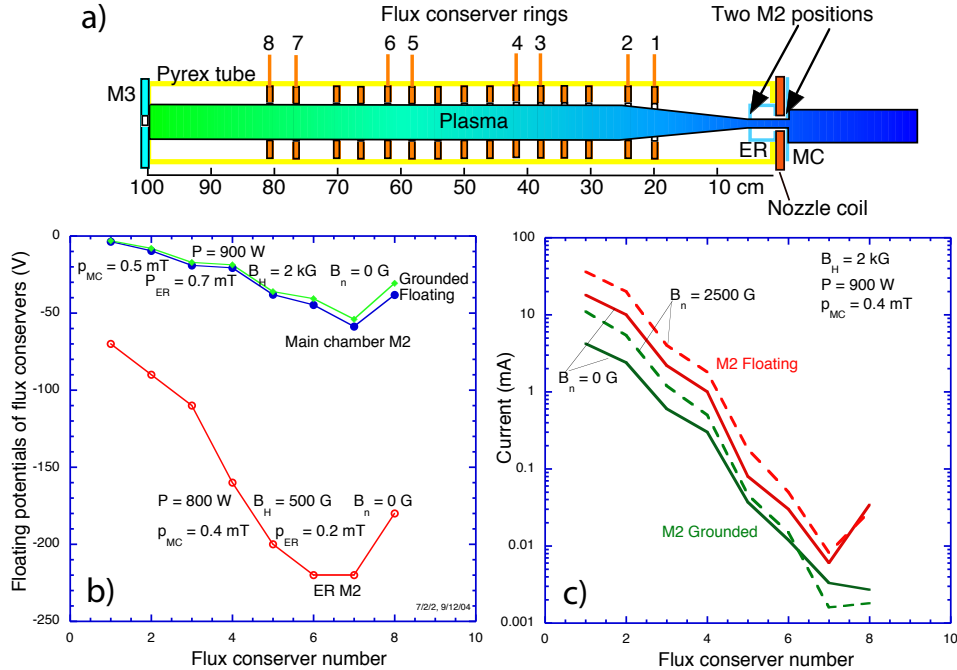 a)
Flux conserver rings
Two M2 positions
8 7 6 5 4 3 2 1
Pyrex tube
M3
Plasma
ER
MC
100 90 80 70 60 50 40 30 20 10 cm
Nozzle coil
Floating potentials of flux conservers (V)
0
-50
-100
-150
-200
-250
P = 900 W
p_MC = 0.5 mT
P_ER = 0.7 mT
B_H = 2 kG
B_n = 0 G
Grounded
Floating
Main chamber M2
P = 800 W
B_H = 500 G
B_n = 0 G
p_MC = 0.4 mT
p_ER = 0.2 mT
ER M2
b)
7/2/2, 9/12/04
0 2 4 6 8 10
Flux conserver number
Current (mA)
100
10
1
0.1
0.01
0.001
B_H = 2 kG
P = 900 W
p_MC = 0.4 mT
B_n = 2500 G
B_n = 0 G
M2 Floating
M2 Grounded
c)
0 2 4 6 8 10
Flux conserver number